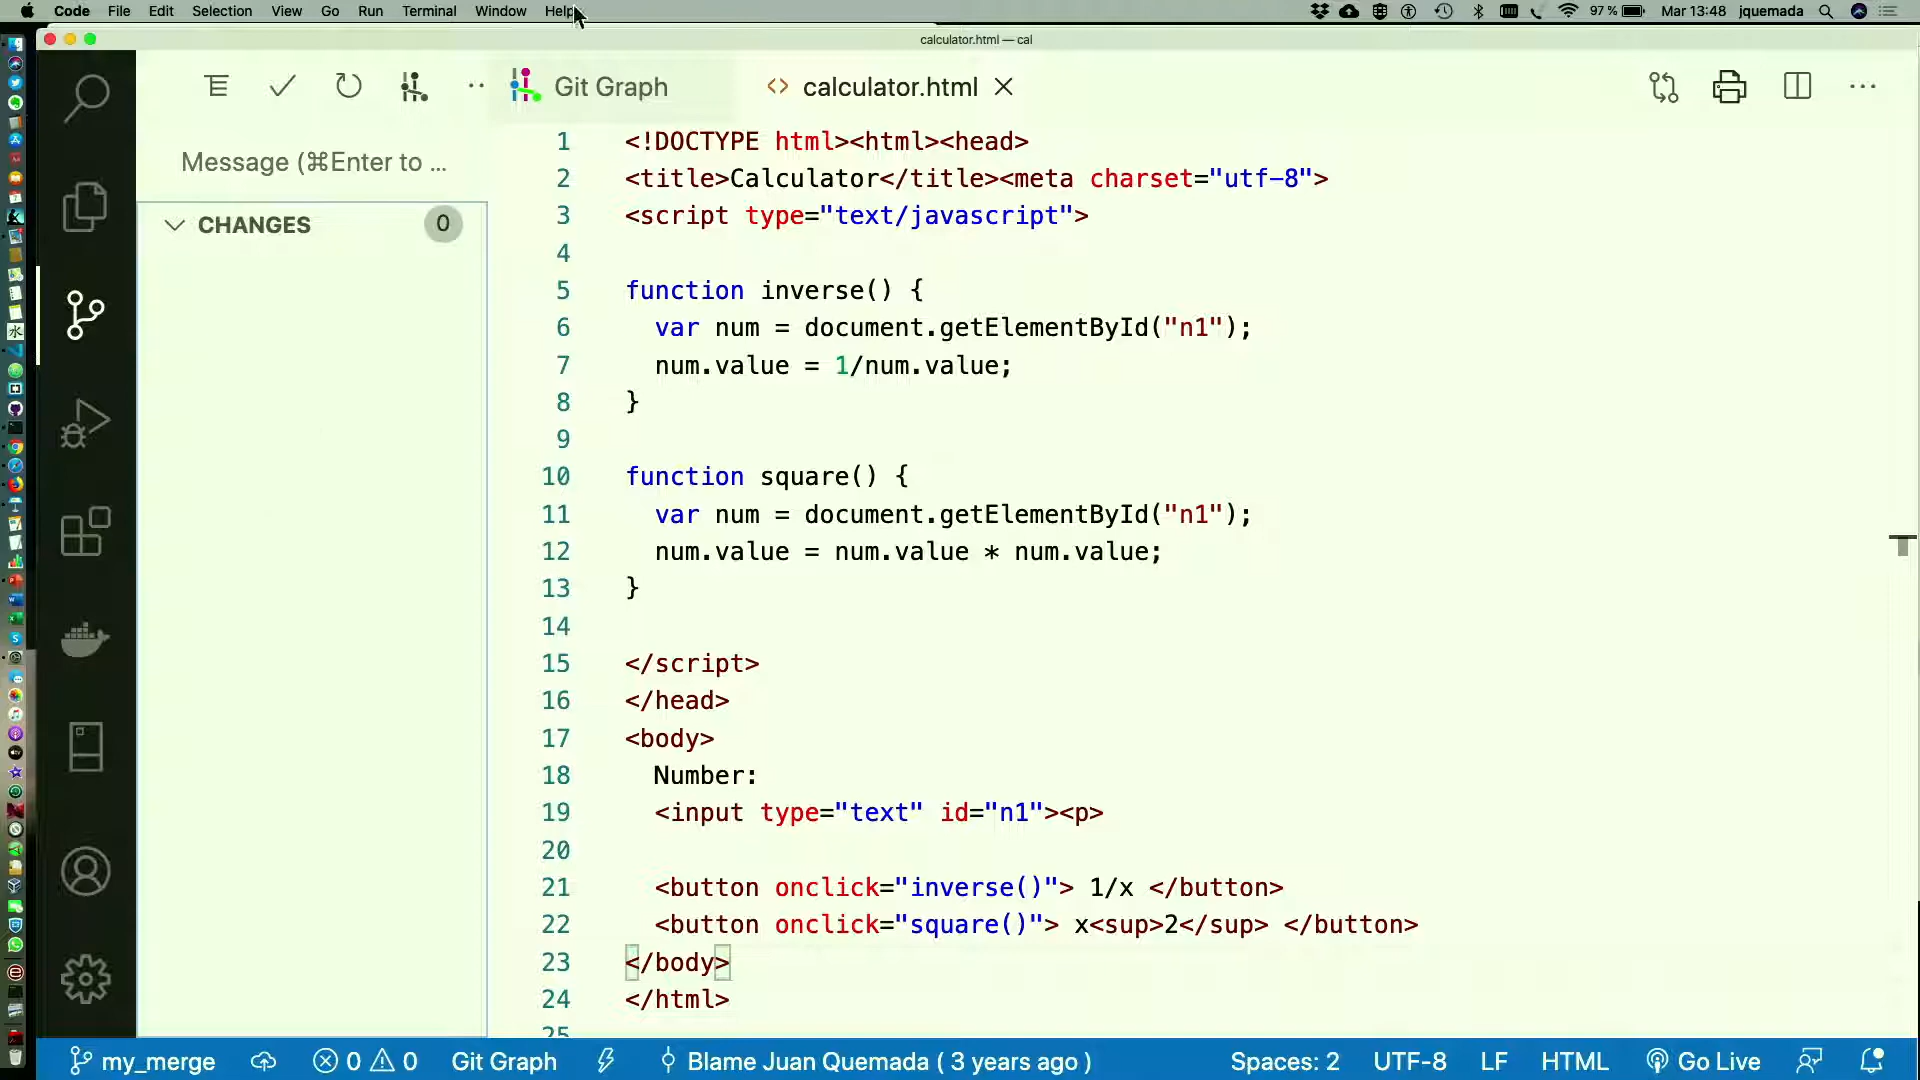 Code File Edit Selection View Go Run Terminal Window Help 97 % Mar 13:48 jquemada
calculator.html — cal
Git Graph calculator.html
Message (⌘Enter to ...
CHANGES 0
1 <!DOCTYPE html><html><head>
2 <title>Calculator</title><meta charset="utf-8">
3 <script type="text/javascript">
4
5 function inverse() {
6 var num = document.getElementById("n1");
7 num.value = 1/num.value;
8 }
9
10 function square() {
11 var num = document.getElementById("n1");
12 num.value = num.value * num.value;
13 }
14
15 </script>
16 </head>
17 <body>
18 Number:
19 <input type="text" id="n1"><p>
20
21 <button onclick="inverse()"> 1/x </button>
22 <button onclick="square()"> x<sup>2</sup> </button>
23 </body>
24 </html>
25
my_merge 0 0 Git Graph Blame Juan Quemada ( 3 years ago ) Spaces: 2 UTF-8 LF HTML Go Live